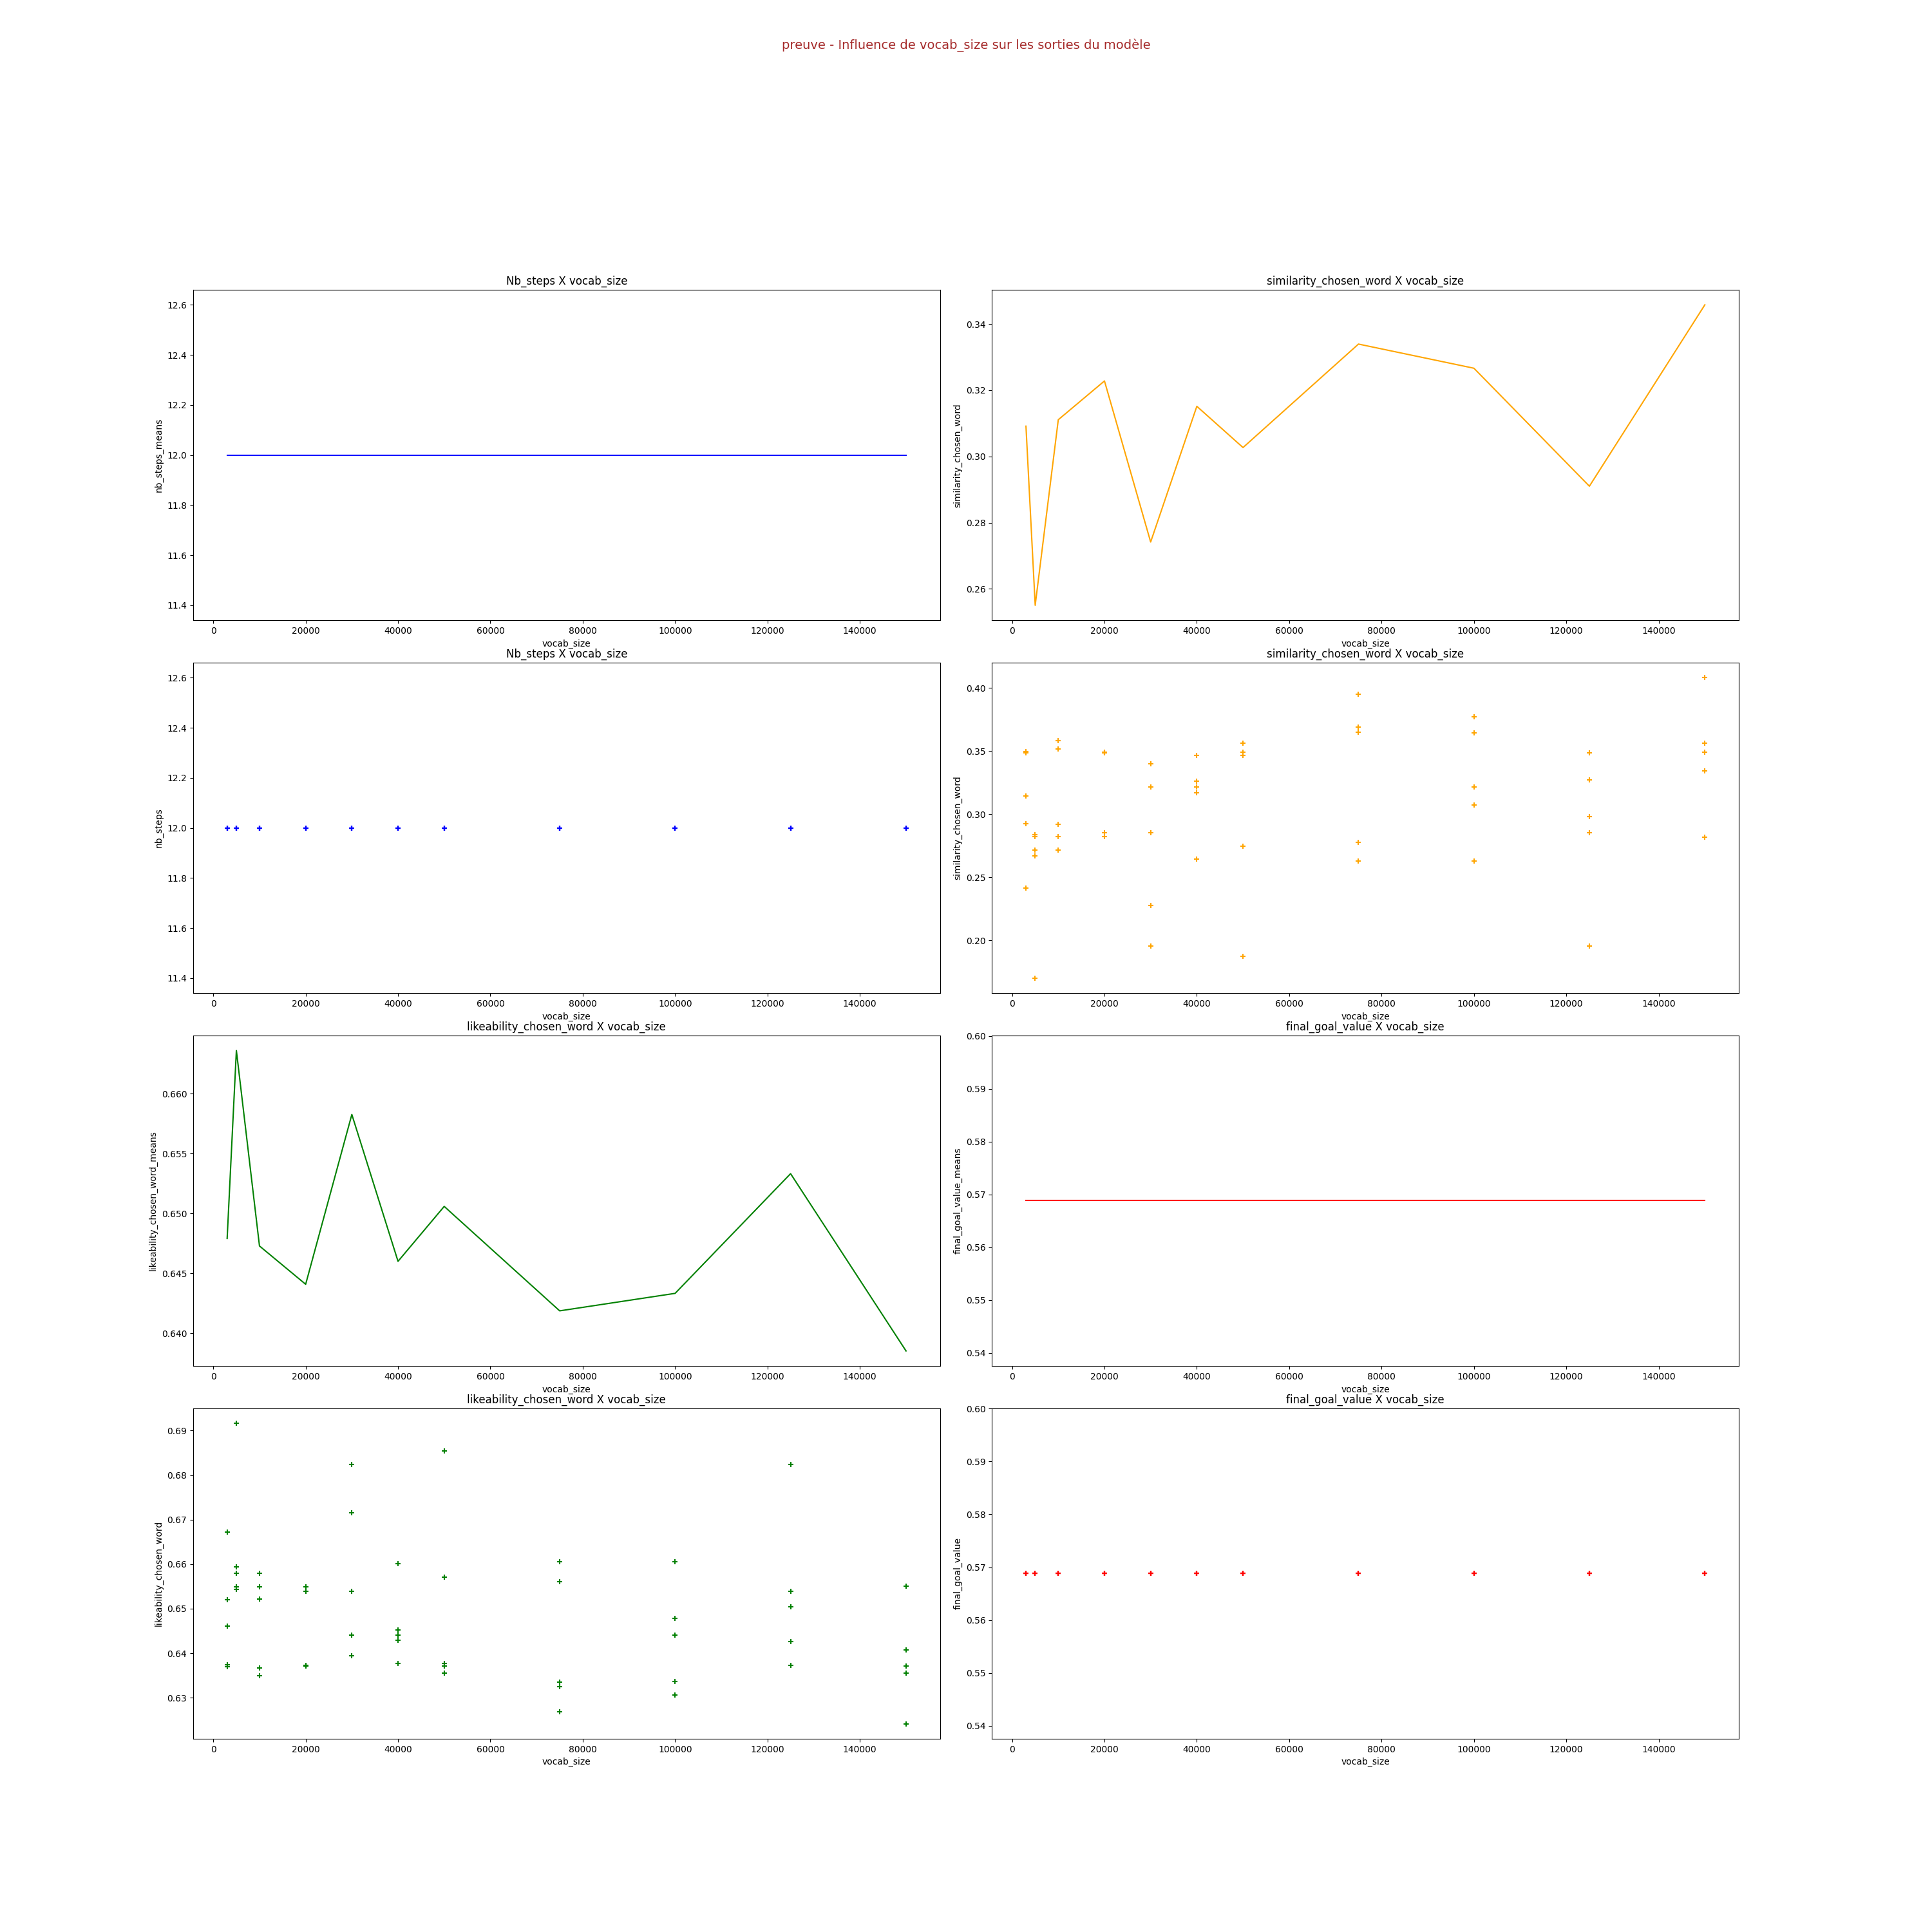 preuve - Influence de vocab_size sur les sorties du modèle
Nb_steps X vocab_size
nb_steps_means
12.6
12.4
12.2
12.0
11.8
11.6
11.4
0 20000 40000 60000 80000 100000 120000 140000
vocab_size
similarity_chosen_word X vocab_size
similarity_chosen_word
0.34
0.32
0.30
0.28
0.26
0 20000 40000 60000 80000 100000 120000 140000
vocab_size
Nb_steps X vocab_size
nb_steps
12.6
12.4
12.2
12.0
11.8
11.6
11.4
0 20000 40000 60000 80000 100000 120000 140000
vocab_size
similarity_chosen_word X vocab_size
similarity_chosen_word
0.40
0.35
0.30
0.25
0.20
0 20000 40000 60000 80000 100000 120000 140000
vocab_size
likeability_chosen_word X vocab_size
likeability_chosen_word_means
0.660
0.655
0.650
0.645
0.640
0 20000 40000 60000 80000 100000 120000 140000
vocab_size
final_goal_value X vocab_size
final_goal_value_means
0.60
0.59
0.58
0.57
0.56
0.55
0.54
0 20000 40000 60000 80000 100000 120000 140000
vocab_size
likeability_chosen_word X vocab_size
likeability_chosen_word
0.69
0.68
0.67
0.66
0.65
0.64
0.63
0 20000 40000 60000 80000 100000 120000 140000
vocab_size
final_goal_value X vocab_size
final_goal_value
0.60
0.59
0.58
0.57
0.56
0.55
0.54
0 20000 40000 60000 80000 100000 120000 140000
vocab_size